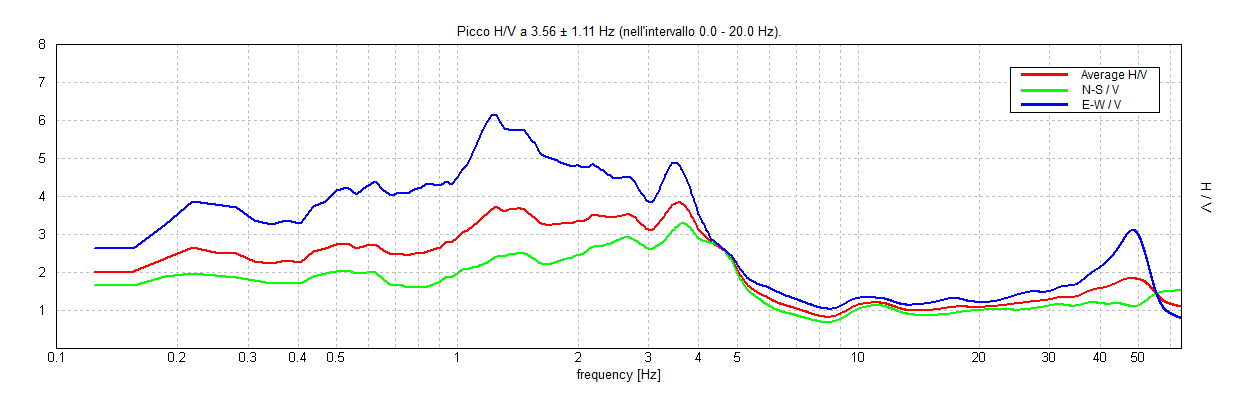 Picco H/V a 3.56 ± 1.11 Hz (nell'intervallo 0.0 - 20.0 Hz).
8
7
6
5
4
3
2
1
Average H/V
N-S / V
E-W / V
H / V
0.1 0.2 0.3 0.4 0.5 1 2 3 4 5 10 20 30 40 50
frequency [Hz]